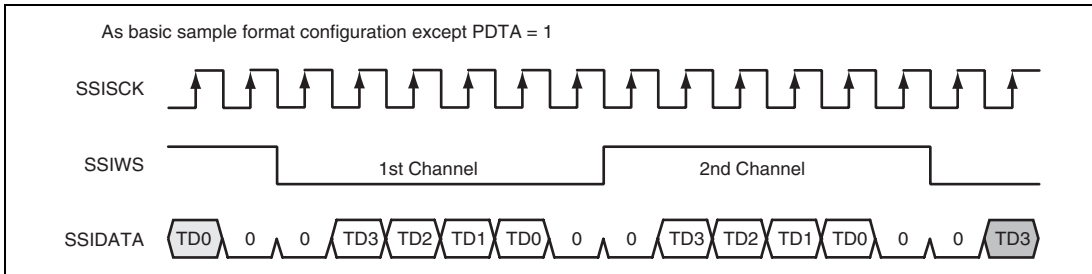 As basic sample format configuration except PDTA = 1
SSISCK
SSIWS 1st Channel 2nd Channel
SSIDATA TD0 0 0 TD3 TD2 TD1 TD0 0 0 TD3 TD2 TD1 TD0 0 0 TD3